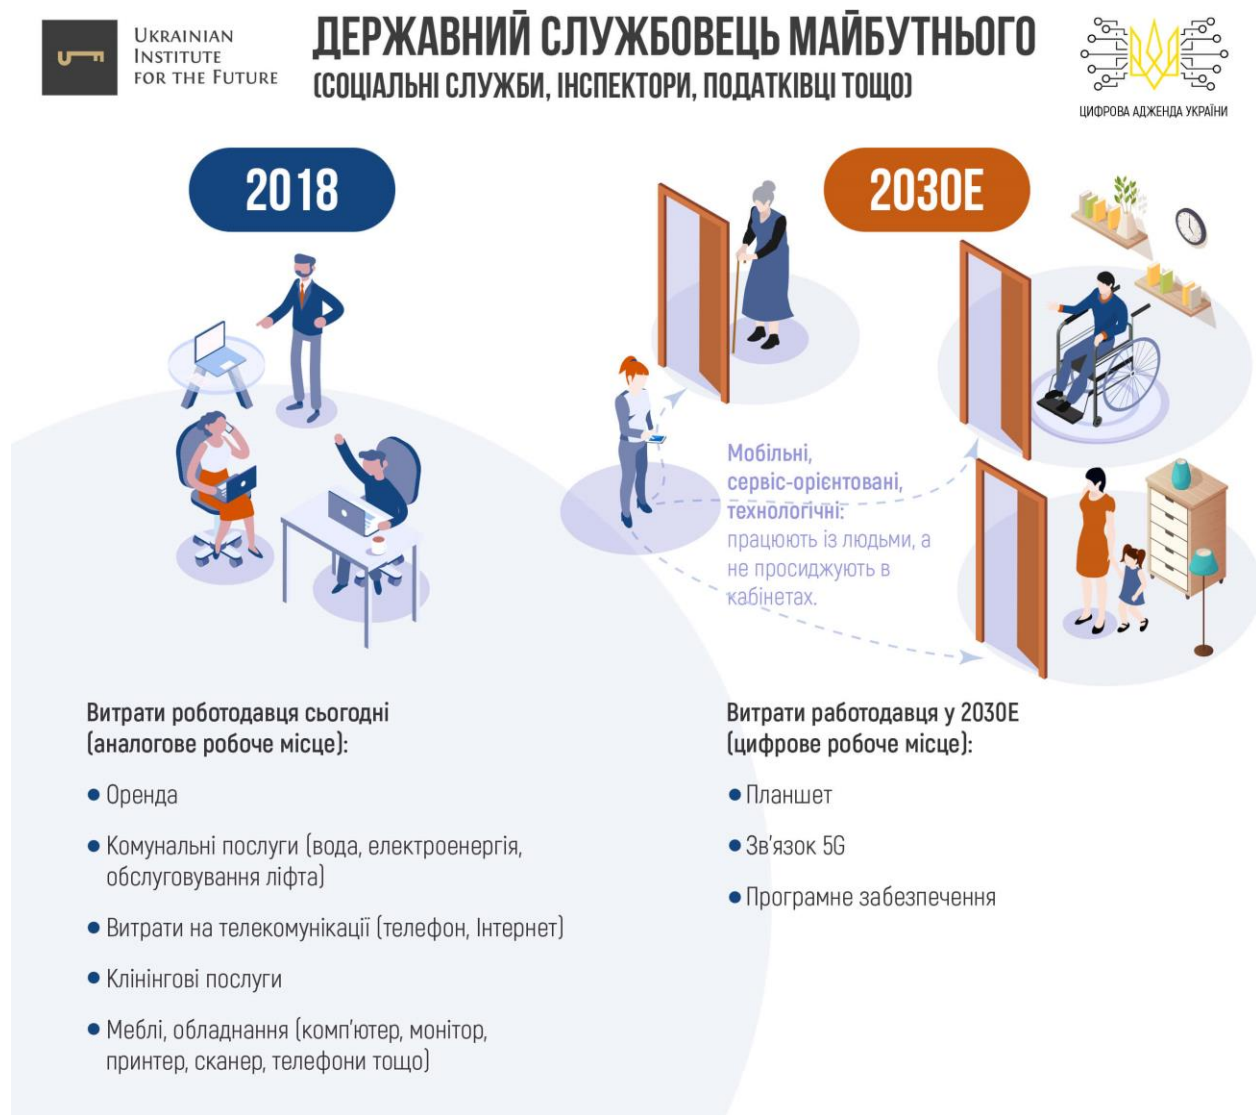 UKRAINIAN
INSTITUTE
FOR THE FUTURE
ДЕРЖАВНИЙ СЛУЖБОВЕЦЬ МАЙБУТНЬОГО
(СОЦІАЛЬНІ СЛУЖБИ, ІНСПЕКТОРИ, ПОДАТКІВЦІ ТОЩО)
ЦИФРОВА АДЖЕНДА УКРАЇНИ
2018
2030E
Мобільні,
сервіс-орієнтовані,
технологічні:
працюють із людьми, а
не просиджують в
кабінетах.
Витрати роботодавця сьогодні
(аналогове робоче місце):
● Оренда
● Комунальні послуги (вода, електроенергія,
обслуговування ліфта)
● Витрати на телекомунікації (телефон, Інтернет)
● Клінінгові послуги
● Меблі, обладнання (комп'ютер, монітор,
принтер, сканер, телефони тощо)
Витрати работодавця у 2030E
(цифрове робоче місце):
● Планшет
● Зв'язок 5G
● Програмне забезпечення